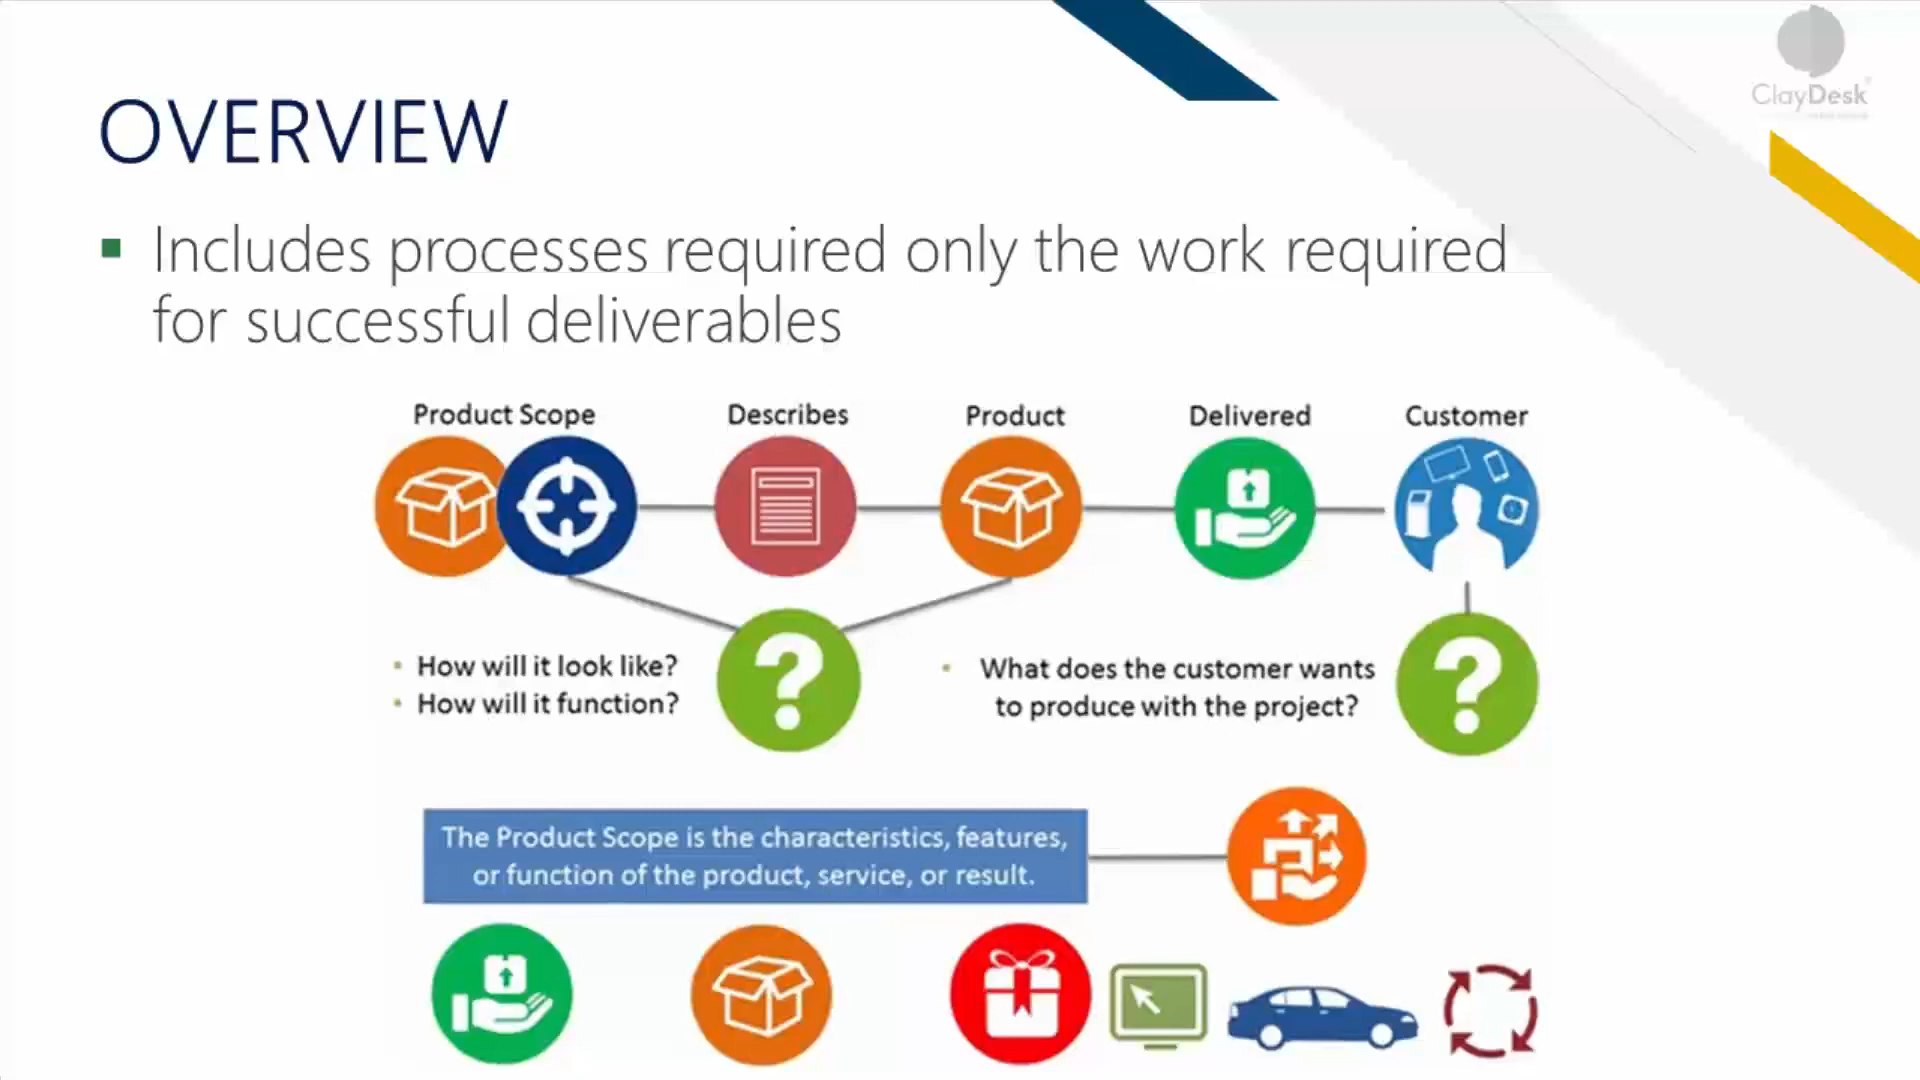 ClayDesk
OVERVIEW
Includes processes required only the work required
for successful deliverables
Product Scope
Describes
Product
Delivered
Customer
How will it look like?
How will it function?
What does the customer wants
to produce with the project?
The Product Scope is the characteristics, features,
or function of the product, service, or result.